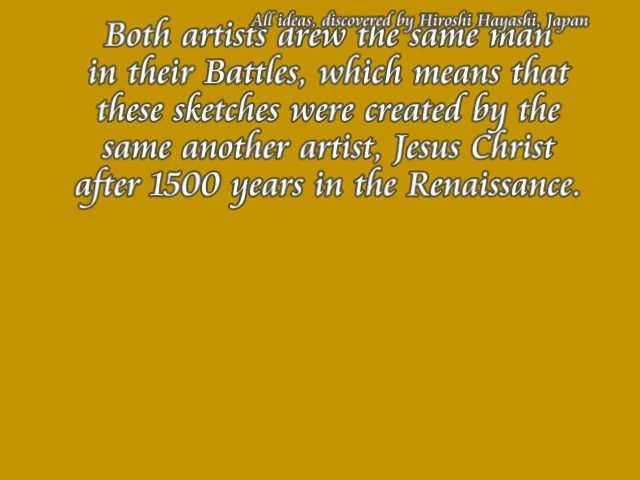 All ideas, discovered by Hiroshi Hayashi, Japan
Both artists drew the same man
in their Battles, which means that
these sketches were created by the
same another artist, Jesus Christ
after 1500 years in the Renaissance.